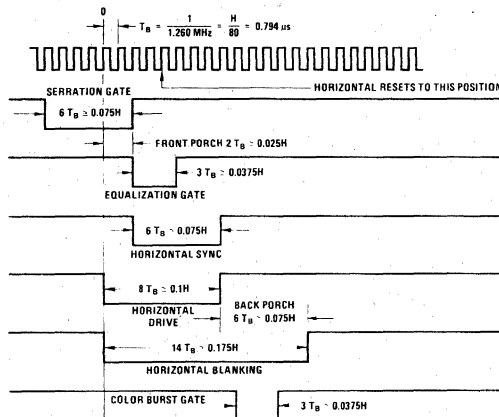 0
T_B = 1 / 1.260 MHz = H / 80 = 0.794 μs
HORIZONTAL RESETS TO THIS POSITION
SERRATION GATE
6 T_B ≃ 0.075H
FRONT PORCH 2 T_B ≃ 0.025H
3 T_B ≃ 0.0375H
EQUALIZATION GATE
6 T_B ≃ 0.075H
HORIZONTAL SYNC
8 T_B ≃ 0.1H
HORIZONTAL
DRIVE
BACK PORCH
6 T_B ≃ 0.075H
14 T_B ≃ 0.175H
HORIZONTAL BLANKING
COLOR BURST GATE
3 T_B ≃ 0.0375H